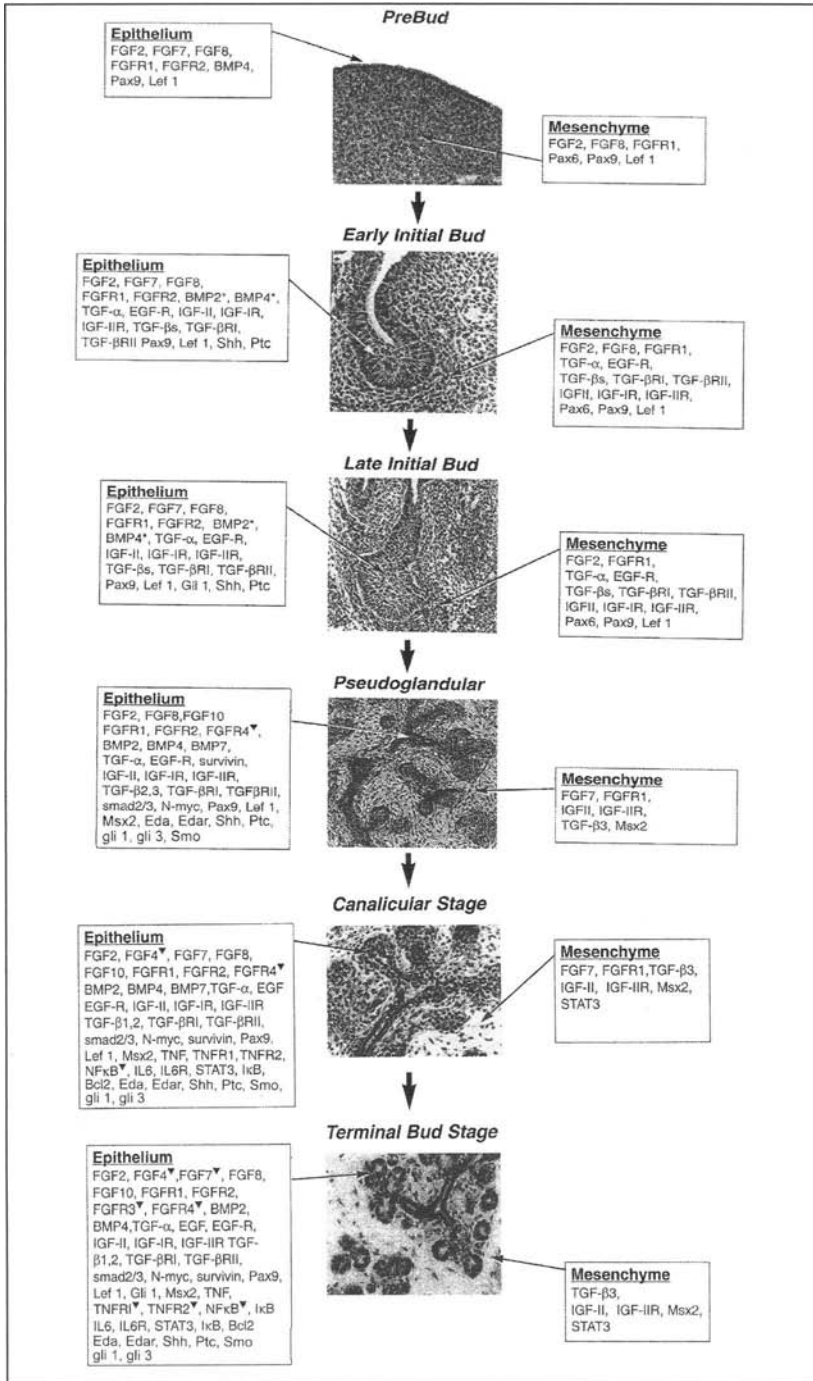 PreBud
Epithelium
FGF2, FGF7, FGF8,
FGFR1, FGFR2, BMP4,
Pax9, Lef 1
Mesenchyme
FGF2, FGF8, FGFR1,
Pax6, Pax9, Lef 1
Early Initial Bud
Epithelium
FGF2, FGF7, FGF8,
FGFR1, FGFR2, BMP2*, BMP4*,
TGF-α, EGF-R, IGF-II, IGF-IR,
IGF-IIR, TGF-βs, TGF-βRI,
TGF-βRII Pax9, Lef 1, Shh, Ptc
Mesenchyme
FGF2, FGF8, FGFR1,
TGF-α, EGF-R,
TGF-βs, TGF-βRI, TGF-βRII,
IGFII, IGF-IR, IGF-IIR,
Pax6, Pax9, Lef 1
Late Initial Bud
Epithelium
FGF2, FGF7, FGF8,
FGFR1, FGFR2, BMP2*,
BMP4*, TGF-α, EGF-R,
IGF-II, IGF-IR, IGF-IIR,
TGF-βs, TGF-βRI, TGF-βRII,
Pax9, Lef 1, Gil 1, Shh, Ptc
Mesenchyme
FGF2, FGFR1,
TGF-α, EGF-R,
TGF-βs, TGF-βRI, TGF-βRII,
IGFII, IGF-IR, IGF-IIR,
Pax6, Pax9, Lef 1
Pseudoglandular
Epithelium
FGF2, FGF8,FGF10
FGFR1, FGFR2, FGFR4▼,
BMP2, BMP4, BMP7,
TGF-α, EGF-R, survivin,
IGF-II, IGF-IR, IGF-IIR,
TGF-β2,3, TGF-βRI, TGFβRII,
smad2/3, N-myc, Pax9, Lef 1,
Msx2, Eda, Edar, Shh, Ptc,
gli 1, gli 3, Smo
Mesenchyme
FGF7, FGFR1,
IGFII, IGF-IIR,
TGF-β3, Msx2
Canalicular Stage
Epithelium
FGF2, FGF4▼, FGF7, FGF8,
FGF10, FGFR1, FGFR2, FGFR4▼
BMP2, BMP4, BMP7,TGF-α, EGF
EGF-R, IGF-II, IGF-IR, IGF-IIR
TGF-β1,2, TGF-βRI, TGF-βRII,
smad2/3, N-myc, survivin, Pax9.
Lef 1, Msx2, TNF, TNFR1,TNFR2,
NFκB▼, IL6, IL6R, STAT3, IκB,
Bcl2, Eda, Edar, Shh, Ptc, Smo,
gli 1, gli 3
Mesenchyme
FGF7, FGFR1,TGF-β3,
IGF-II, IGF-IIR, Msx2,
STAT3
Terminal Bud Stage
Epithelium
FGF2, FGF4▼,FGF7▼, FGF8,
FGF10, FGFR1, FGFR2,
FGFR3▼, FGFR4▼, BMP2,
BMP4,TGF-α, EGF, EGF-R,
IGF-II, IGF-IR, IGF-IIR TGF-
β1,2, TGF-βRI, TGF-βRII,
smad2/3, N-myc, survivin, Pax9,
Lef 1, Gli 1, Msx2, TNF,
TNFRI▼, TNFR2▼, NFκB▼, IκB
IL6, IL6R, STAT3, IκB, Bcl2
Eda, Edar, Shh, Ptc, Smo
gli 1, gli 3
Mesenchyme
TGF-β3,
IGF-II, IGF-IIR, Msx2,
STAT3